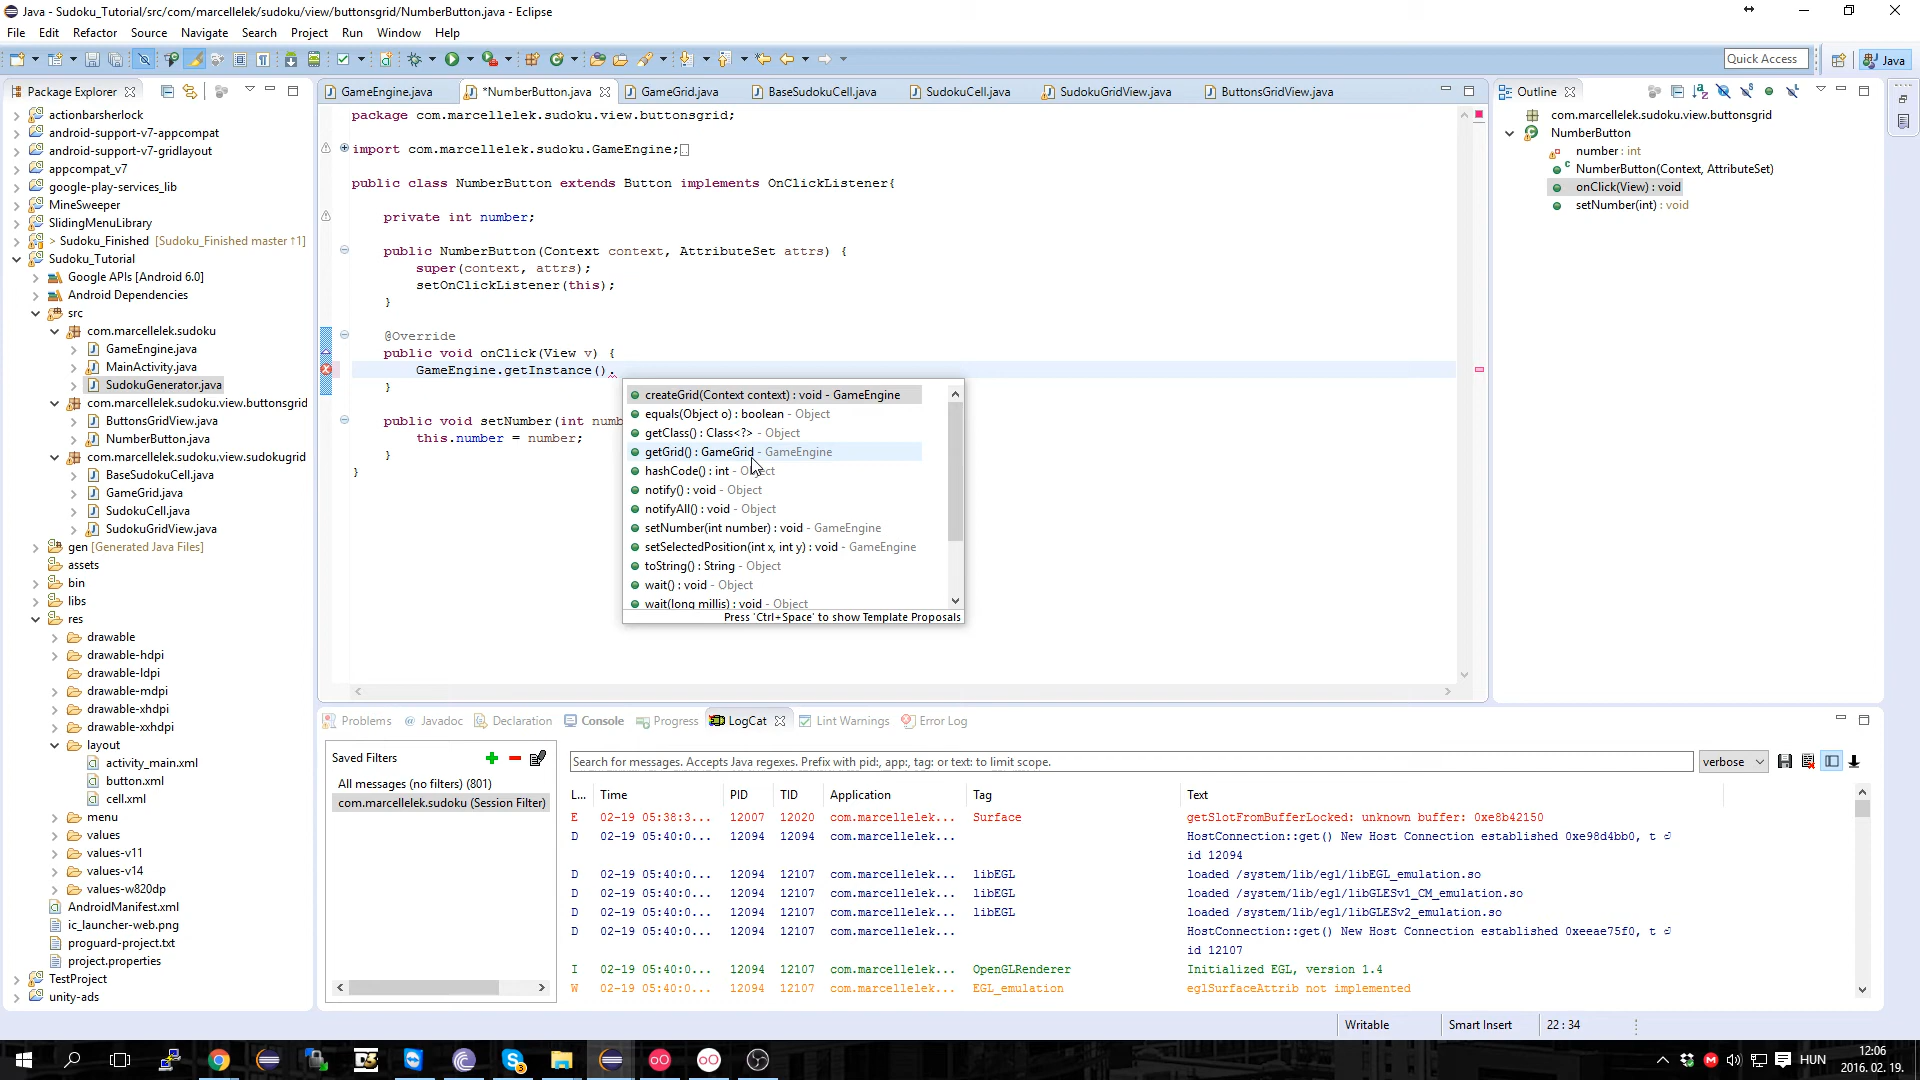 Java - Sudoku_Tutorial/src/com/marcellelek/sudoku/view/buttonsgrid/NumberButton.java - Eclipse
File Edit Refactor Source Navigate Search Project Run Window Help
Quick Access
Java
Package Explorer
actionbarsherlock
android-support-v7-appcompat
android-support-v7-gridlayout
appcompat_v7
google-play-services_lib
MineSweeper
SlidingMenuLibrary
> Sudoku_Finished [Sudoku_Finished master ↑1]
Sudoku_Tutorial
Google APIs [Android 6.0]
Android Dependencies
src
com.marcellelek.sudoku
GameEngine.java
MainActivity.java
SudokuGenerator.java
com.marcellelek.sudoku.view.buttonsgrid
ButtonsGridView.java
NumberButton.java
com.marcellelek.sudoku.view.sudokugrid
BaseSudokuCell.java
GameGrid.java
SudokuCell.java
SudokuGridView.java
gen [Generated Java Files]
assets
bin
libs
res
drawable
drawable-hdpi
drawable-ldpi
drawable-mdpi
drawable-xhdpi
drawable-xxhdpi
layout
activity_main.xml
button.xml
cell.xml
menu
values
values-v11
values-v14
values-w820dp
AndroidManifest.xml
ic_launcher-web.png
proguard-project.txt
project.properties
TestProject
unity-ads
GameEngine.java *NumberButton.java GameGrid.java BaseSudokuCell.java SudokuCell.java SudokuGridView.java ButtonsGridView.java
package com.marcellelek.sudoku.view.buttonsgrid;
import com.marcellelek.sudoku.GameEngine;
public class NumberButton extends Button implements OnClickListener{
private int number;
public NumberButton(Context context, AttributeSet attrs) {
super(context, attrs);
setOnClickListener(this);
}
@Override
public void onClick(View v) {
GameEngine.getInstance().
}
public void setNumber(int numb
this.number = number;
}
}
createGrid(Context context) : void - GameEngine
equals(Object o) : boolean - Object
getClass() : Class<?> - Object
getGrid() : GameGrid - GameEngine
hashCode() : int - Object
notify() : void - Object
notifyAll() : void - Object
setNumber(int number) : void - GameEngine
setSelectedPosition(int x, int y) : void - GameEngine
toString() : String - Object
wait() : void - Object
wait(long millis) : void - Object
Press 'Ctrl+Space' to show Template Proposals
Outline
com.marcellelek.sudoku.view.buttonsgrid
NumberButton
number : int
NumberButton(Context, AttributeSet)
onClick(View) : void
setNumber(int) : void
Problems @ Javadoc Declaration Console Progress LogCat Lint Warnings Error Log
Saved Filters
All messages (no filters) (801)
com.marcellelek.sudoku (Session Filter)
Search for messages. Accepts Java regexes. Prefix with pid:, app:, tag: or text: to limit scope.
verbose
L... Time PID TID Application Tag Text
E 02-19 05:38:3... 12007 12020 com.marcellelek... Surface getSlotFromBufferLocked: unknown buffer: 0xe8b42150
D 02-19 05:40:0... 12094 12094 com.marcellelek... HostConnection::get() New Host Connection established 0xe98d4bb0, t
id 12094
D 02-19 05:40:0... 12094 12107 com.marcellelek... libEGL loaded /system/lib/egl/libEGL_emulation.so
D 02-19 05:40:0... 12094 12107 com.marcellelek... libEGL loaded /system/lib/egl/libGLESv1_CM_emulation.so
D 02-19 05:40:0... 12094 12107 com.marcellelek... libEGL loaded /system/lib/egl/libGLESv2_emulation.so
D 02-19 05:40:0... 12094 12107 com.marcellelek... HostConnection::get() New Host Connection established 0xeeae75f0, t
id 12107
I 02-19 05:40:0... 12094 12107 com.marcellelek... OpenGLRenderer Initialized EGL, version 1.4
W 02-19 05:40:0... 12094 12107 com.marcellelek... EGL_emulation eglSurfaceAttrib not implemented
Writable Smart Insert 22 : 34
HUN
12:06
2016. 02. 19.